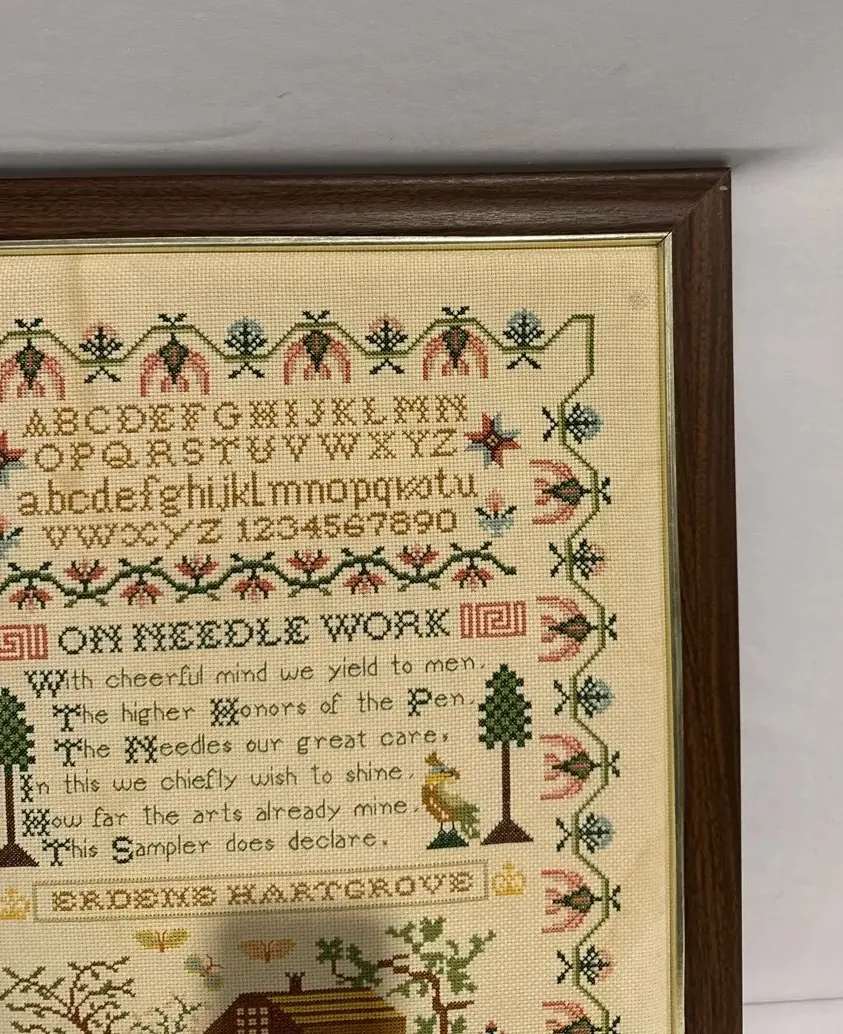 ABCDEFGHIJKLMN
OPQRSTUVWXYZ
abcdefghijklmnopqrstu
vwxyz 1234567890
ON NEEDLE WORK
With cheerful mind we yield to men.
The higher Honors of the Pen.
The Needles our great care,
In this we chiefly wish to shine.
How far the arts already mine.
This Sampler does declare.
ERDENE HARTGROVE